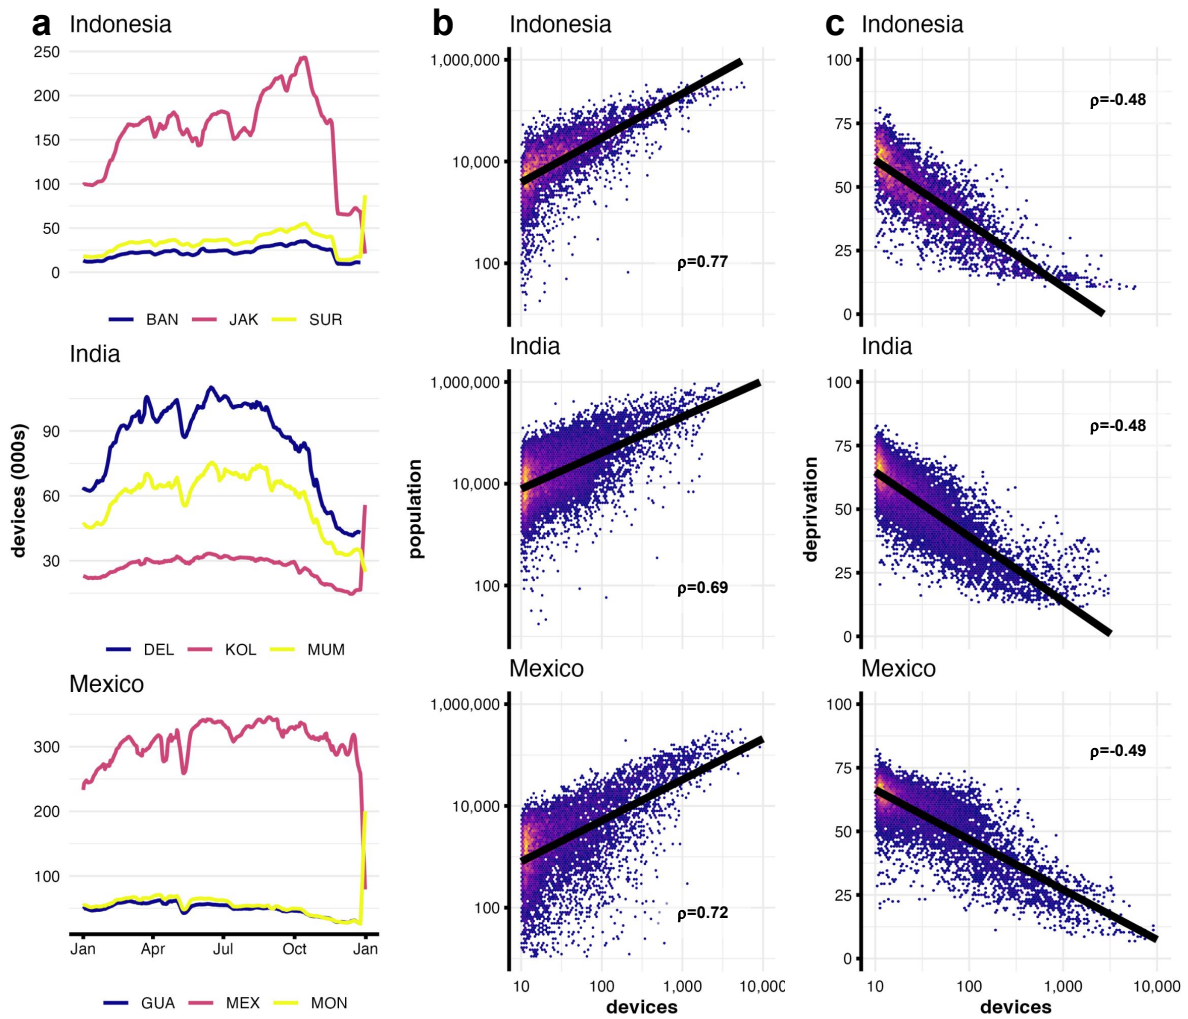 a
Indonesia
250
200
150
100
50
0
BAN JAK SUR
India
90
60
30
DEL KOL MUM
Mexico
300
200
100
Jan Apr Jul Oct Jan
GUA MEX MON
devices (000s)
b
Indonesia
1,000,000
10,000
100
ρ=0.77
India
1,000,000
10,000
100
ρ=0.69
Mexico
1,000,000
10,000
100
ρ=0.72
10 100 1,000 10,000
devices
population
c
Indonesia
100
75
50
25
0
ρ=-0.48
India
100
75
50
25
0
ρ=-0.48
Mexico
100
75
50
25
0
ρ=-0.49
10 100 1,000 10,000
devices
deprivation